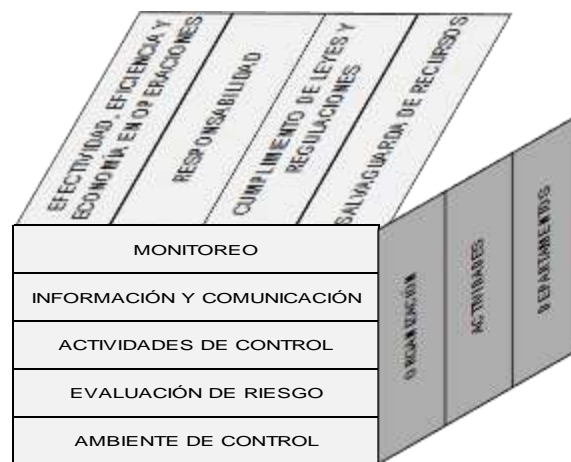 EFECTIVIDAD, EFICIENCIA Y
ECONOMÍA EN OPERACIONES
RESPONSABILIDAD
CUMPLIMIENTO DE LEYES Y
REGULACIONES
SALVAGUARDA DE RECURSOS
MONITOREO
INFORMACIÓN Y COMUNICACIÓN
ACTIVIDADES DE CONTROL
EVALUACIÓN DE RIESGO
AMBIENTE DE CONTROL
ORGANIZACIÓN
ACTIVIDADES
DEPARTAMENTOS